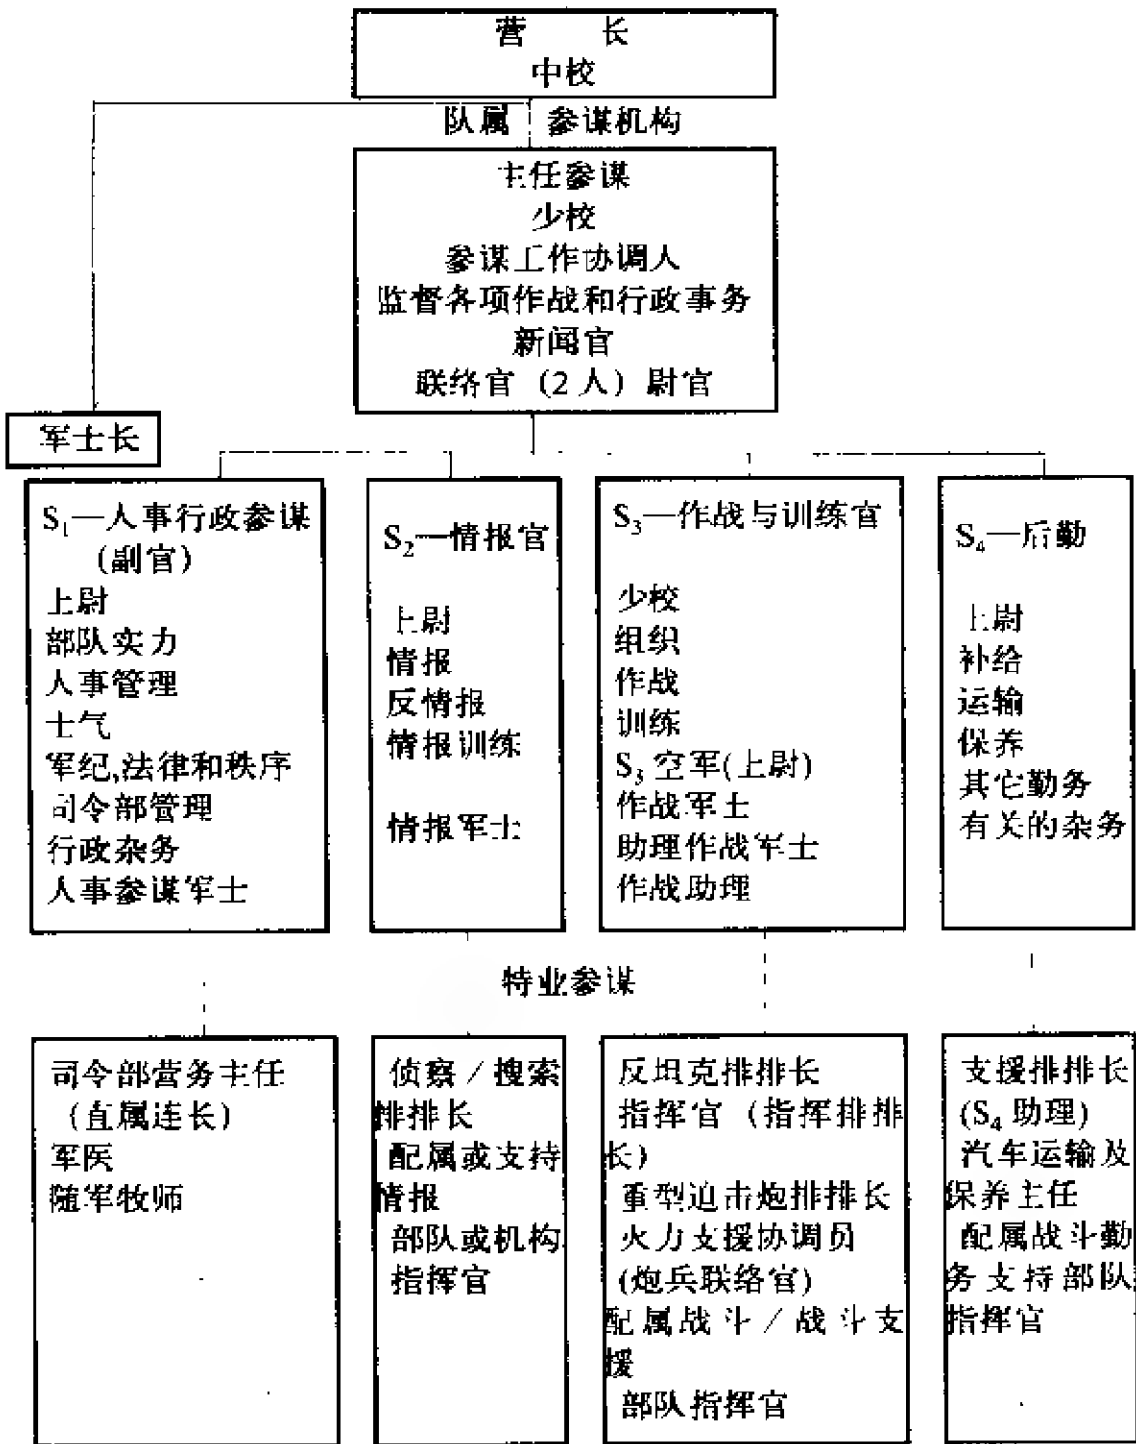 营 长
中校
队属 参谋机构
主任参谋
少校
参谋工作协调人
监督各项作战和行政事务
新闻官
联络官（2人）尉官
军士长
S₁—人事行政参谋
（副官）
上尉
部队实力
人事管理
士气
军纪,法律和秩序
司令部管理
行政杂务
人事参谋军士
S₂—情报官
上尉
情报
反情报
情报训练
情报军士
S₃—作战与训练官
少校
组织
作战
训练
S₃空军(上尉)
作战军士
助理作战军士
作战助理
S₄—后勤
上尉
补给
运输
保养
其它勤务
有关的杂务
特业参谋
司令部营务主任
（直属连长）
军医
随军牧师
侦察／搜索
排排长
配属或支持
情报
部队或机构
指挥官
反坦克排排长
指挥官（指挥排排
长）
重型迫击炮排排长
火力支援协调员
(炮兵联络官)
配属战斗／战斗支
援
部队指挥官
支援排排长
(S₄助理)
汽车运输及
保养主任
配属战斗勤
务支持部队
指挥官